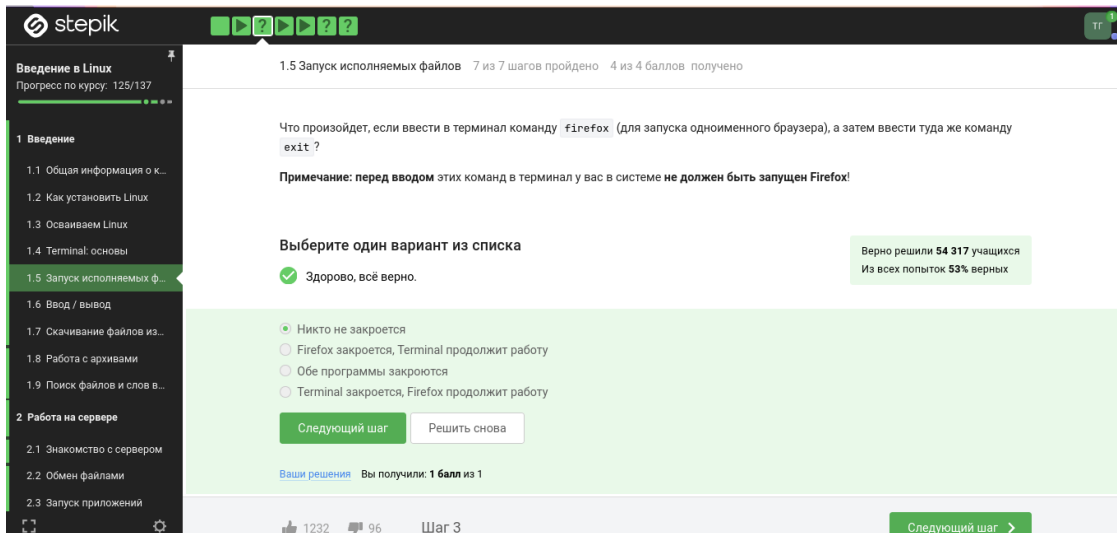 stepik
? ? ?
ТГ
1
Введение в Linux
Прогресс по курсу: 125/137
1 Введение
1.1 Общая информация о к...
1.2 Как установить Linux
1.3 Осваиваем Linux
1.4 Terminal: основы
1.5 Запуск исполняемых ф...
1.6 Ввод / вывод
1.7 Скачивание файлов из...
1.8 Работа с архивами
1.9 Поиск файлов и слов в...
2 Работа на сервере
2.1 Знакомство с сервером
2.2 Обмен файлами
2.3 Запуск приложений
1.5 Запуск исполняемых файлов 7 из 7 шагов пройдено 4 из 4 баллов получено
Что произойдет, если ввести в терминал команду firefox (для запуска одноименного браузера), а затем ввести туда же команду
exit ?
Примечание: перед вводом этих команд в терминал у вас в системе не должен быть запущен Firefox!
Выберите один вариант из списка
Здорово, всё верно.
Верно решили 54 317 учащихся
Из всех попыток 53% верных
Никто не закроется
Firefox закроется, Terminal продолжит работу
Обе программы закроются
Terminal закроется, Firefox продолжит работу
Следующий шаг
Решить снова
Ваши решения Вы получили: 1 балл из 1
1232 96 Шаг 3
Следующий шаг